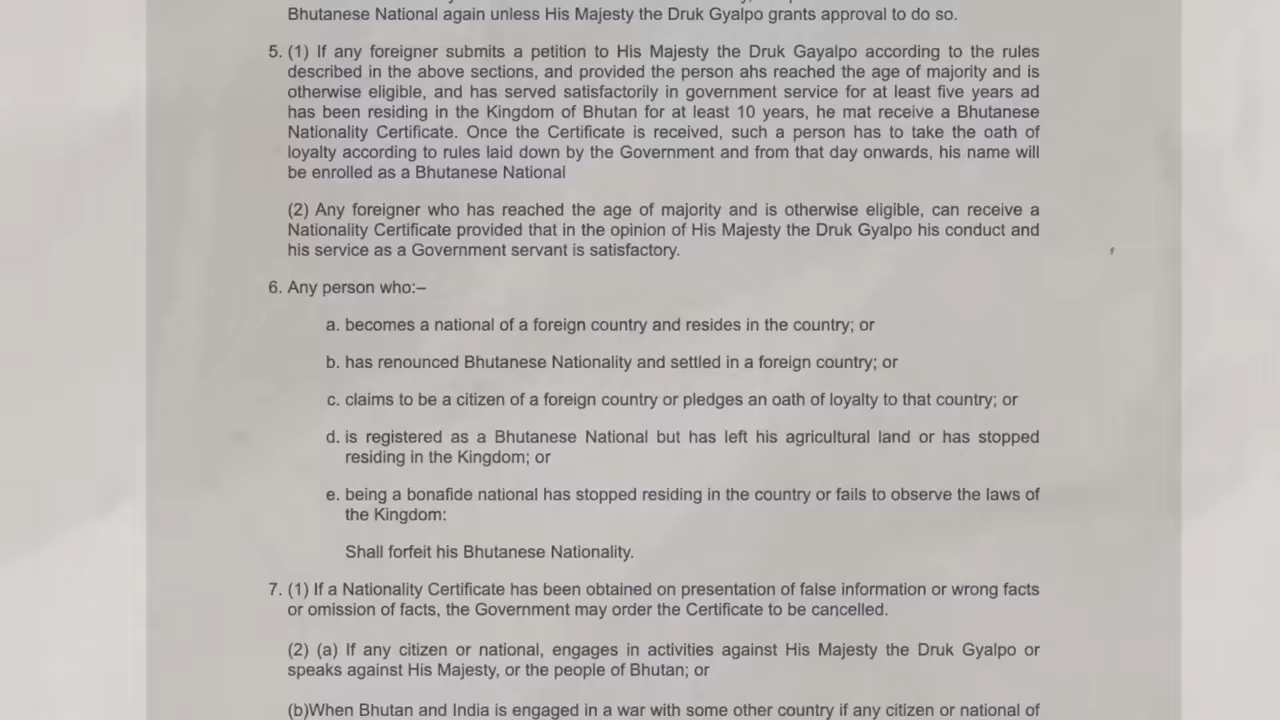 Bhutanese National again unless His Majesty the Druk Gyalpo grants approval to do so.
5. (1) If any foreigner submits a petition to His Majesty the Druk Gayalpo according to the rules
described in the above sections, and provided the person ahs reached the age of majority and is
otherwise eligible, and has served satisfactorily in government service for at least five years ad
has been residing in the Kingdom of Bhutan for at least 10 years, he mat receive a Bhutanese
Nationality Certificate. Once the Certificate is received, such a person has to take the oath of
loyalty according to rules laid down by the Government and from that day onwards, his name will
be enrolled as a Bhutanese National
(2) Any foreigner who has reached the age of majority and is otherwise eligible, can receive a
Nationality Certificate provided that in the opinion of His Majesty the Druk Gyalpo his conduct and
his service as a Government servant is satisfactory.
6. Any person who:–
a. becomes a national of a foreign country and resides in the country; or
b. has renounced Bhutanese Nationality and settled in a foreign country; or
c. claims to be a citizen of a foreign country or pledges an oath of loyalty to that country; or
d. is registered as a Bhutanese National but has left his agricultural land or has stopped
residing in the Kingdom; or
e. being a bonafide national has stopped residing in the country or fails to observe the laws of
the Kingdom:
Shall forfeit his Bhutanese Nationality.
7. (1) If a Nationality Certificate has been obtained on presentation of false information or wrong facts
or omission of facts, the Government may order the Certificate to be cancelled.
(2) (a) If any citizen or national, engages in activities against His Majesty the Druk Gyalpo or
speaks against His Majesty, or the people of Bhutan; or
(b)When Bhutan and India is engaged in a war with some other country if any citizen or national of